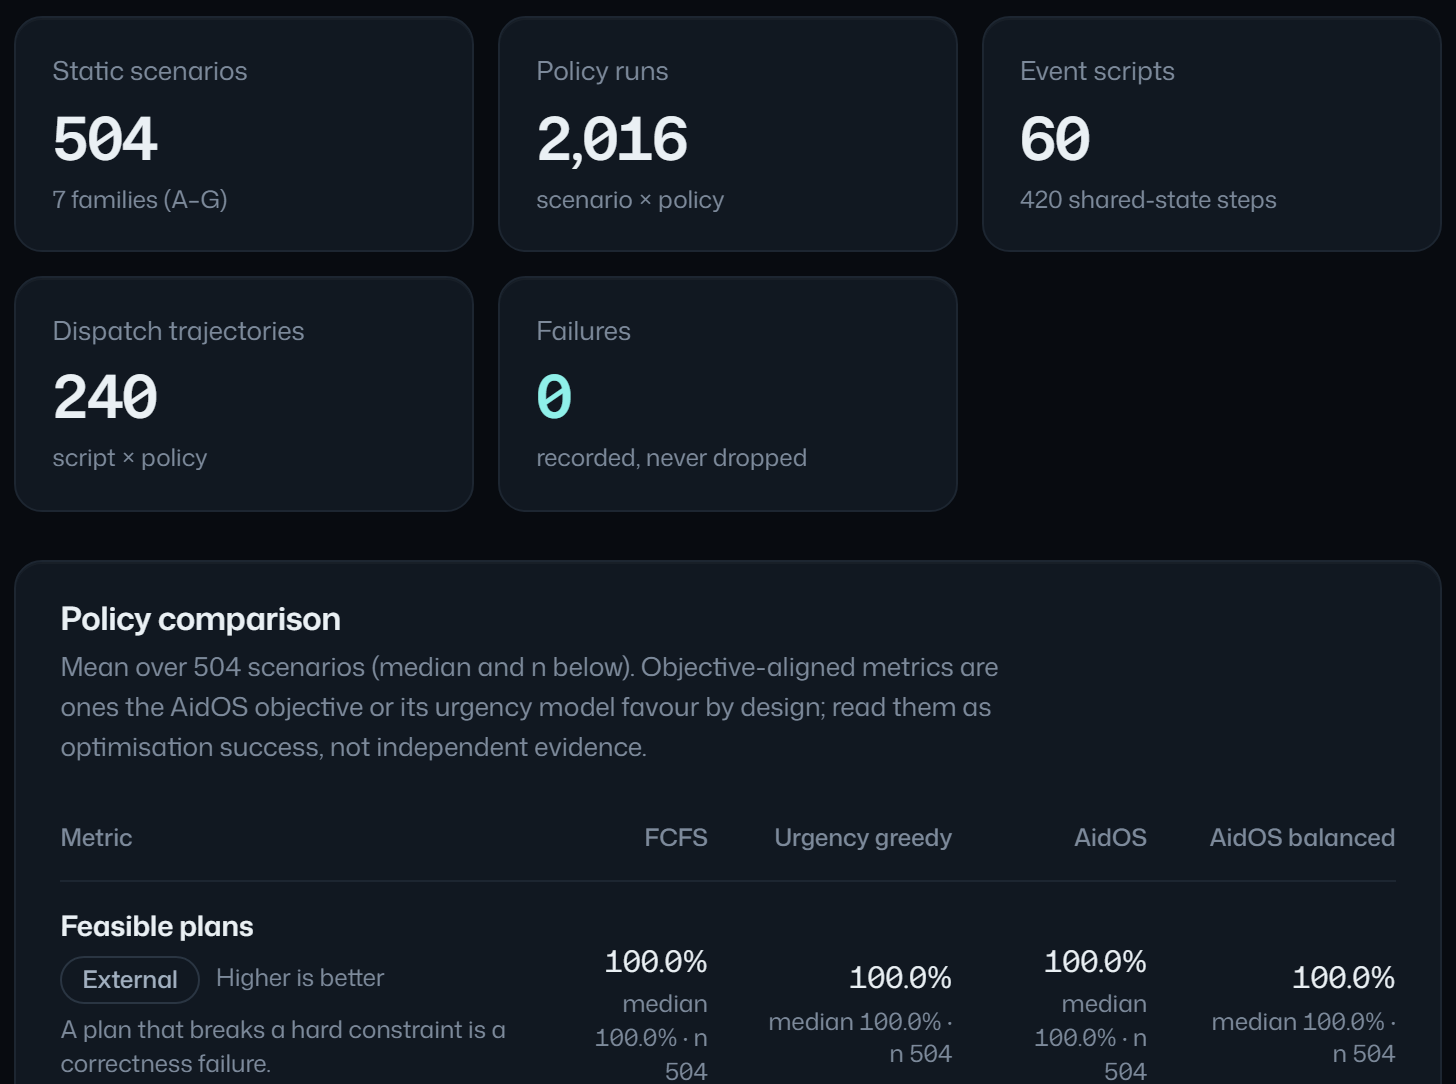 Static scenarios
504
7 families (A–G)
Policy runs
2,016
scenario × policy
Event scripts
60
420 shared-state steps
Dispatch trajectories
240
script × policy
Failures
0
recorded, never dropped
Policy comparison
Mean over 504 scenarios (median and n below). Objective-aligned metrics are
ones the AidOS objective or its urgency model favour by design; read them as
optimisation success, not independent evidence.
Metric
FCFS
Urgency greedy
AidOS
AidOS balanced
Feasible plans
External
Higher is better
A plan that breaks a hard constraint is a
correctness failure.
100.0%
median
100.0% · n
504
100.0%
median 100.0% ·
n 504
100.0%
median
100.0% · n
504
100.0%
median 100.0% ·
n 504